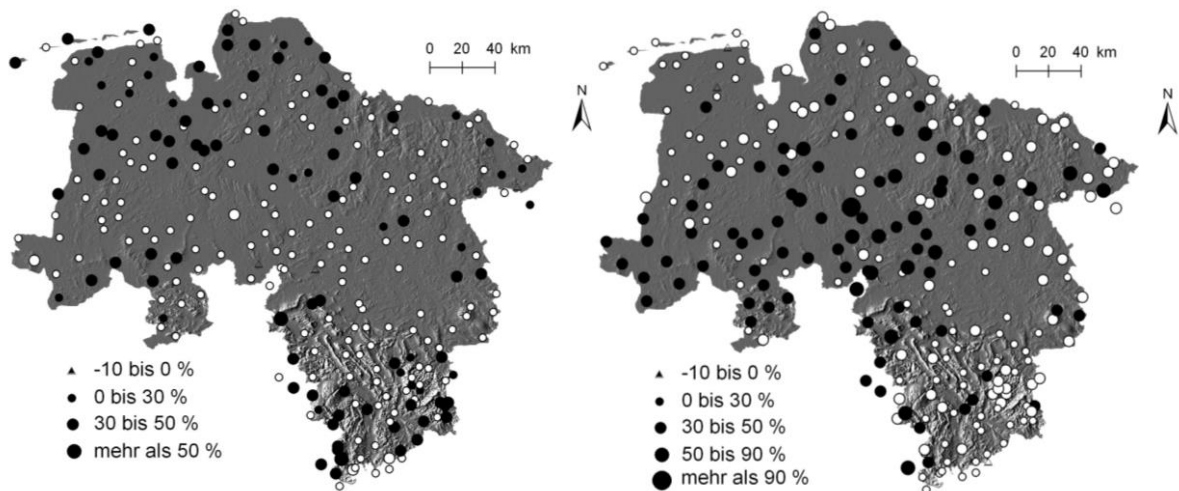 0 20 40 km
N
-10 bis 0 %
0 bis 30 %
30 bis 50 %
mehr als 50 %
0 20 40 km
N
-10 bis 0 %
0 bis 30 %
30 bis 50 %
50 bis 90 %
mehr als 90 %